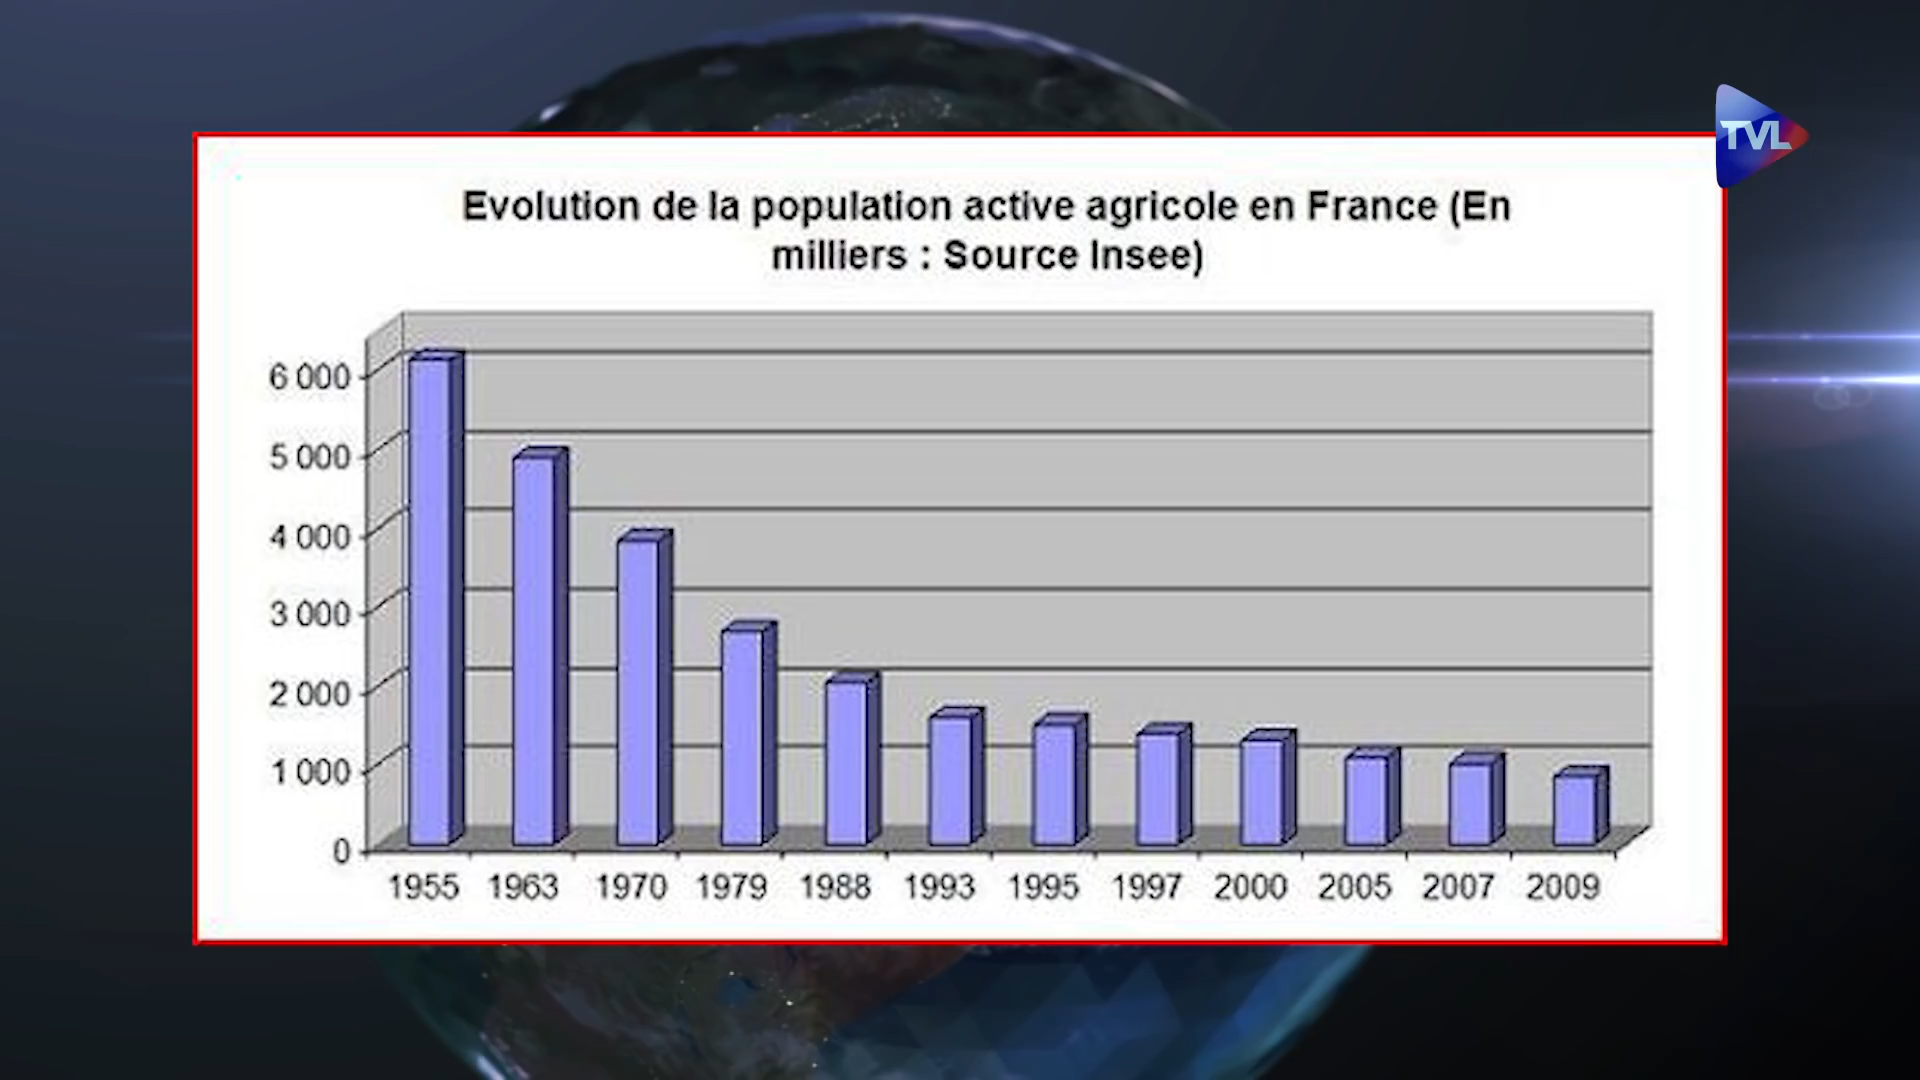 TVL
Evolution de la population active agricole en France (En
milliers : Source Insee)
6 000
5 000
4 000
3 000
2 000
1 000
0
1955 1963 1970 1979 1988 1993 1995 1997 2000 2005 2007 2009